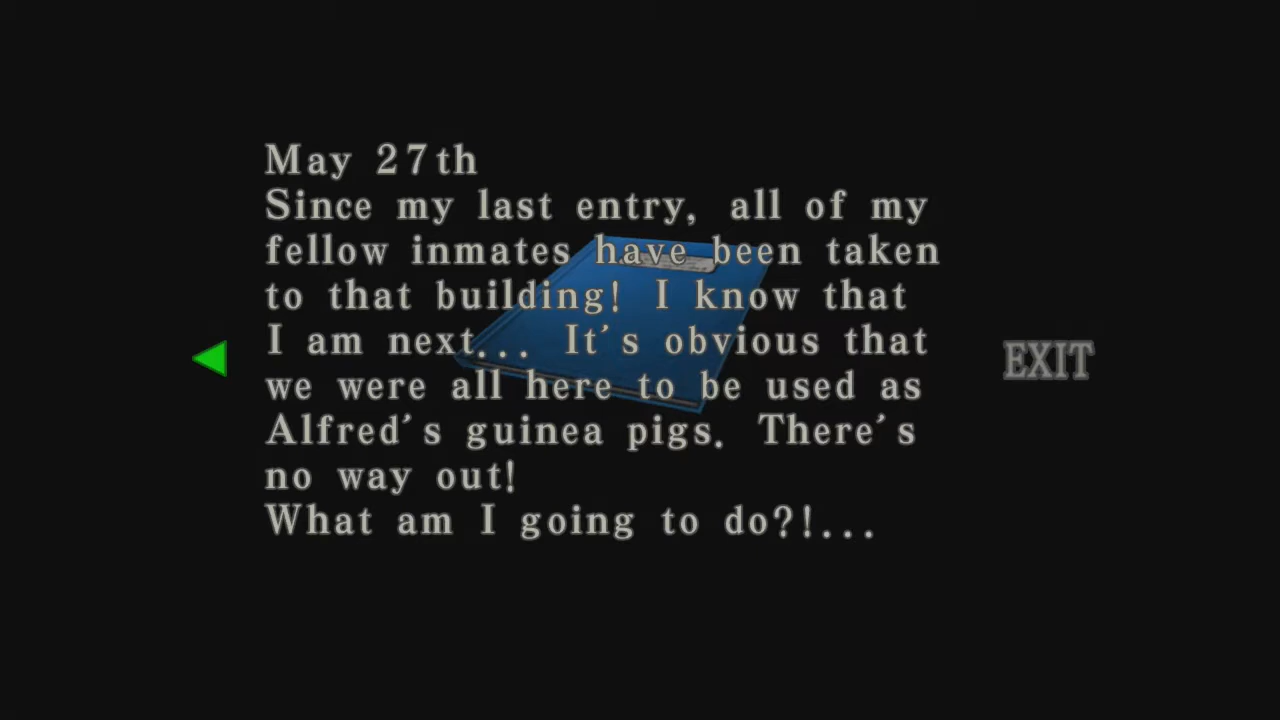 May 27th
Since my last entry, all of my
fellow inmates have been taken
to that building! I know that
I am next... It's obvious that
we were all here to be used as
Alfred's guinea pigs. There's
no way out!
What am I going to do?!...
EXIT